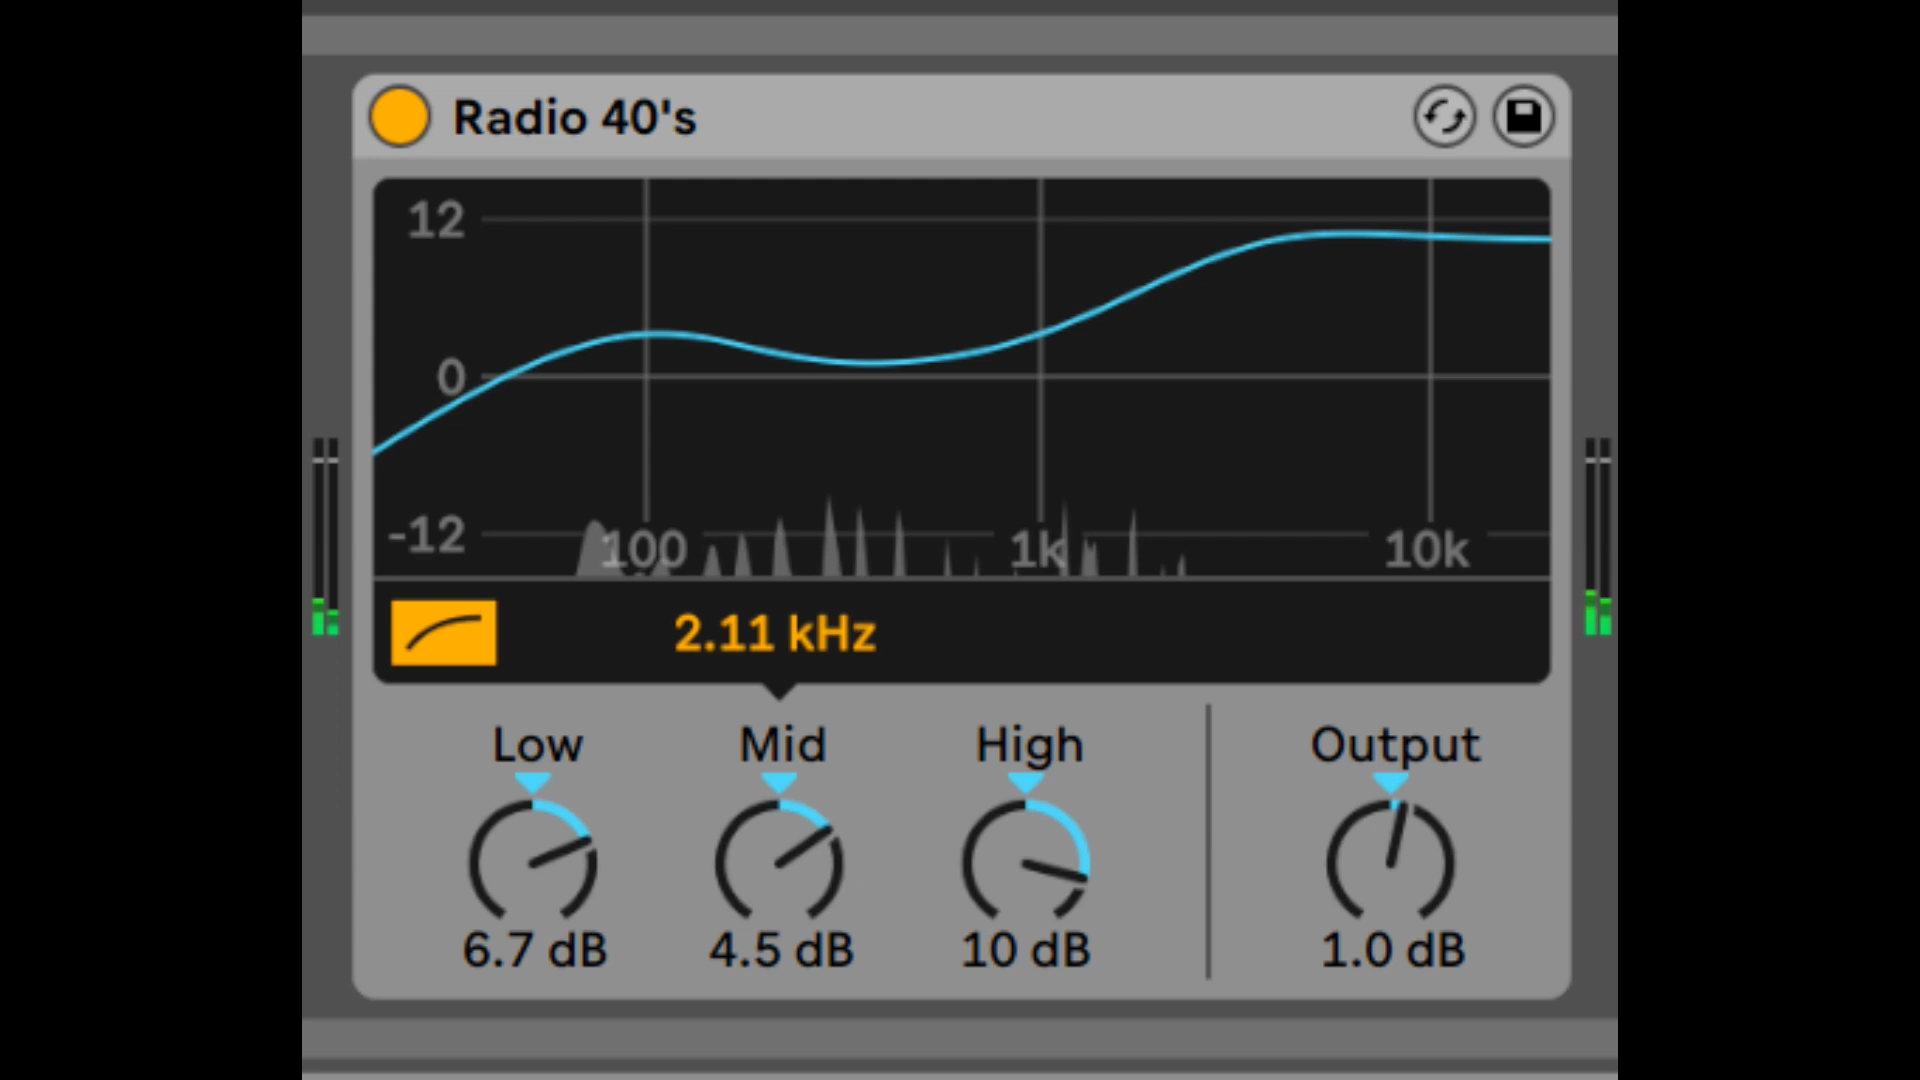 Radio 40's
12
0
-12
100 1k 10k
2.11 kHz
Low Mid High Output
6.7 dB 4.5 dB 10 dB 1.0 dB